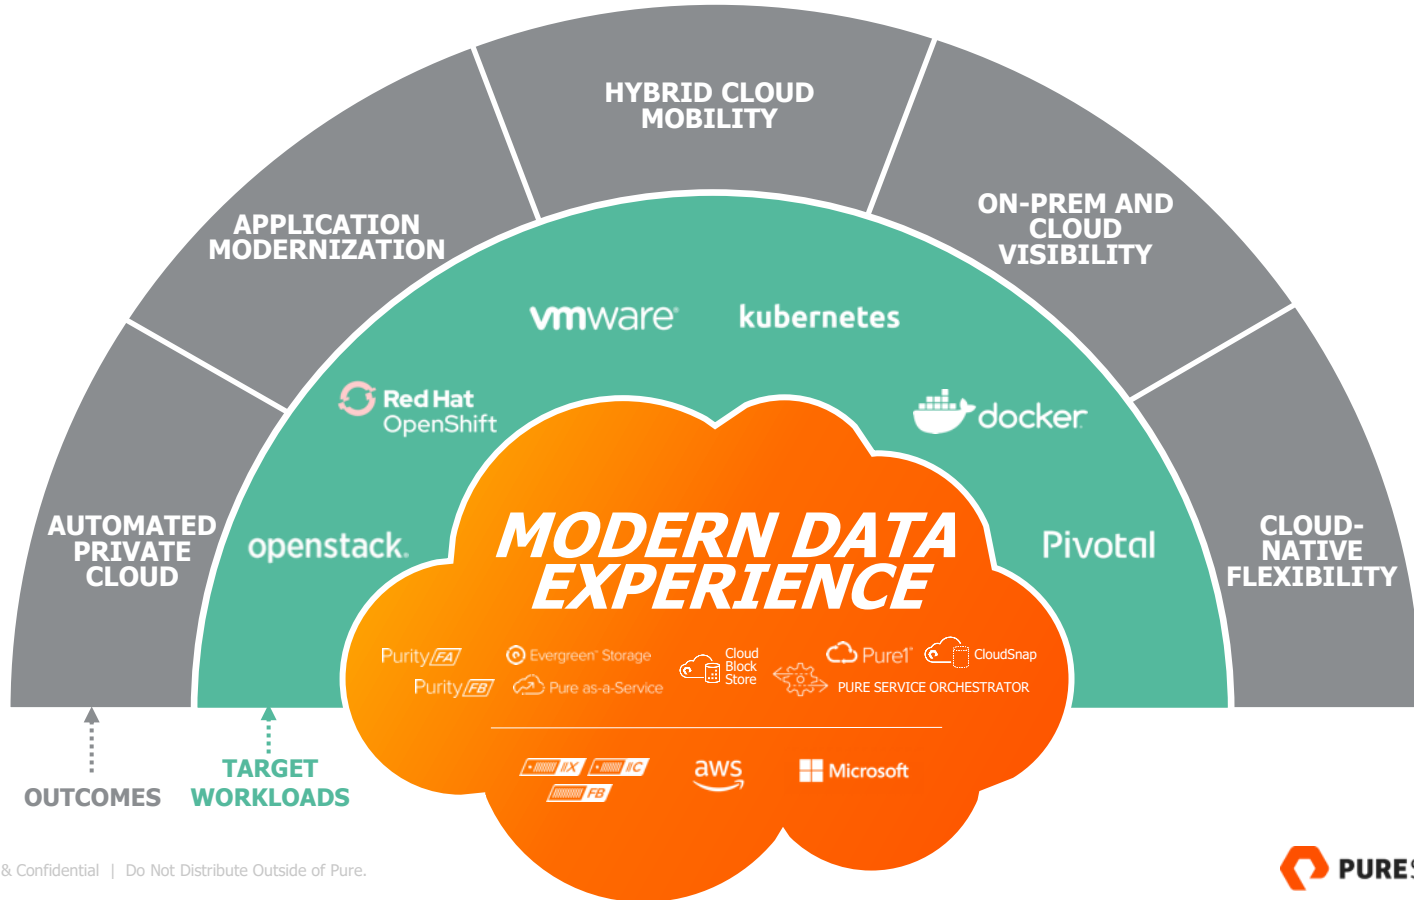 HYBRID CLOUD
MOBILITY
APPLICATION
MODERNIZATION
ON-PREM AND
CLOUD
VISIBILITY
AUTOMATED
PRIVATE
CLOUD
CLOUD-
NATIVE
FLEXIBILITY
vmware®
kubernetes
Red Hat
OpenShift
docker
openstack.
Pivotal
MODERN DATA
EXPERIENCE
Purity//FA
Evergreen™ Storage
Cloud
Block
Store
Pure1®
CloudSnap
Purity//FB
Pure as-a-Service
PURE SERVICE ORCHESTRATOR
//X
//C
//FB
aws
Microsoft
OUTCOMES
TARGET
WORKLOADS
& Confidential | Do Not Distribute Outside of Pure.
PURE